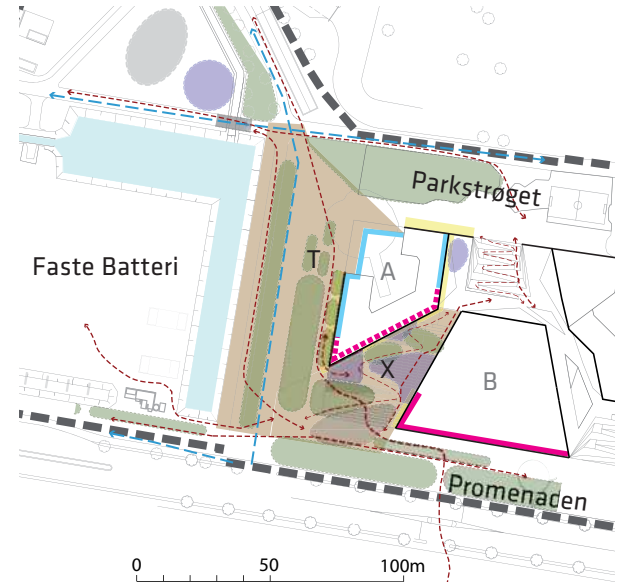 Parkstrøget
Faste Batteri
T
A
X
B
Promenaden
0 50 100m